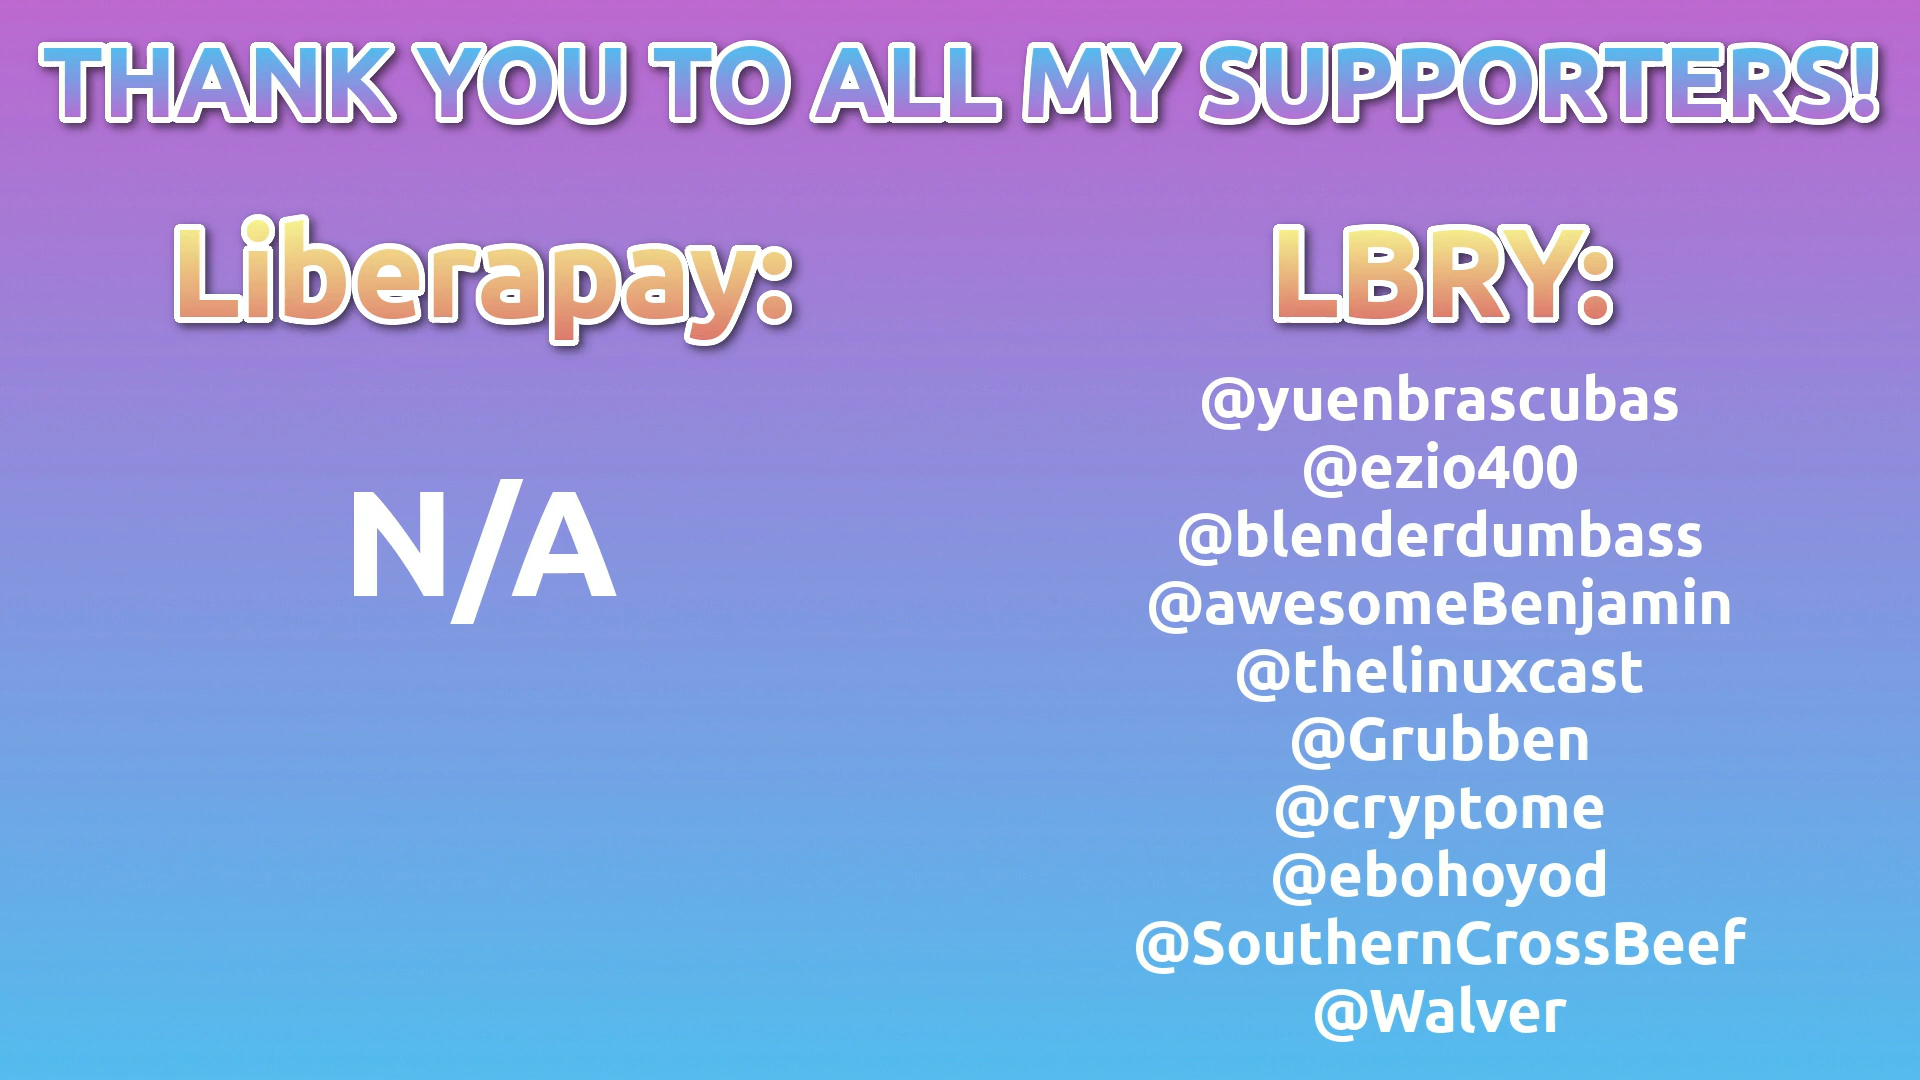 THANK YOU TO ALL MY SUPPORTERS!
Liberapay:
N/A
LBRY:
@yuenbrascubas
@ezio400
@blenderdumbass
@awesomeBenjamin
@thelinuxcast
@Grubben
@cryptome
@ebohoyod
@SouthernCrossBeef
@Walver